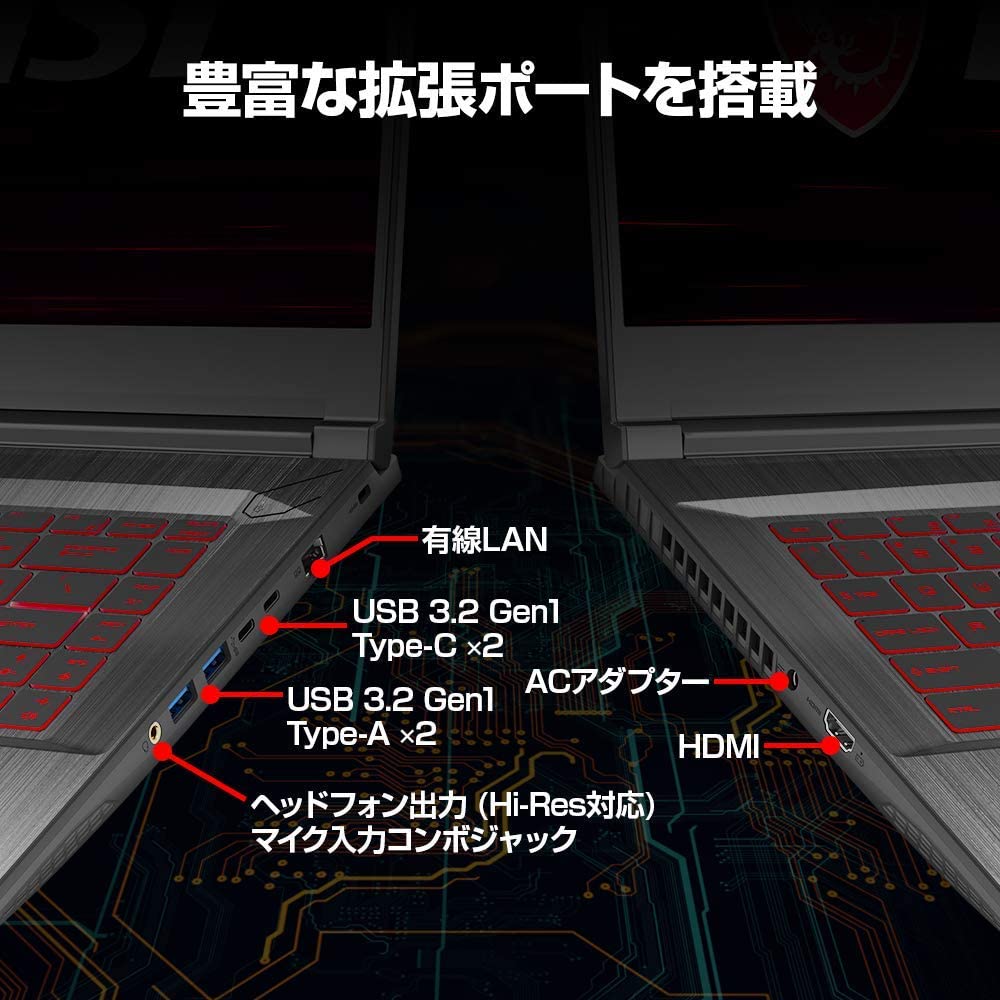 豊富な拡張ポートを搭載
有線LAN
USB 3.2 Gen1
Type-C ×2
USB 3.2 Gen1
Type-A ×2
ヘッドフォン出力 (Hi-Res対応)
マイク入力コンボジャック
ACアダプター
HDMI